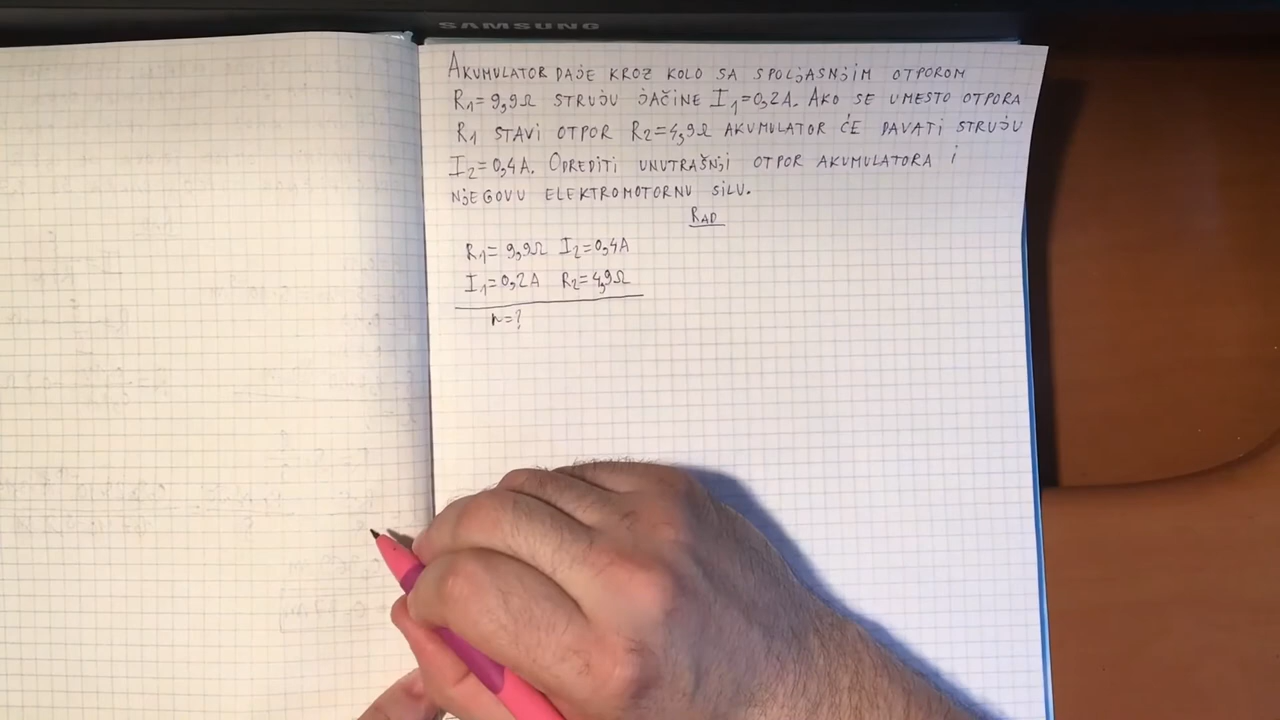 SAMSUNG
AKUMULATOR DAJE KROZ KOLO SA SPOLJAŠNJIM OTPOROM
R1=9,9Ω STRUJU JAČINE I1=0,2A. AKO SE UMESTO OTPORA
R1 STAVI OTPOR R2=4,9Ω AKUMULATOR ĆE DAVATI STRUJU
I2=0,4A. ODREDITI UNUTRAŠNJI OTPOR AKUMULATORA I
NJEGOVU ELEKTROMOTORNU SILU.
RAD
R1=9,9Ω I2=0,4A
I1=0,2A R2=4,9Ω
r=?